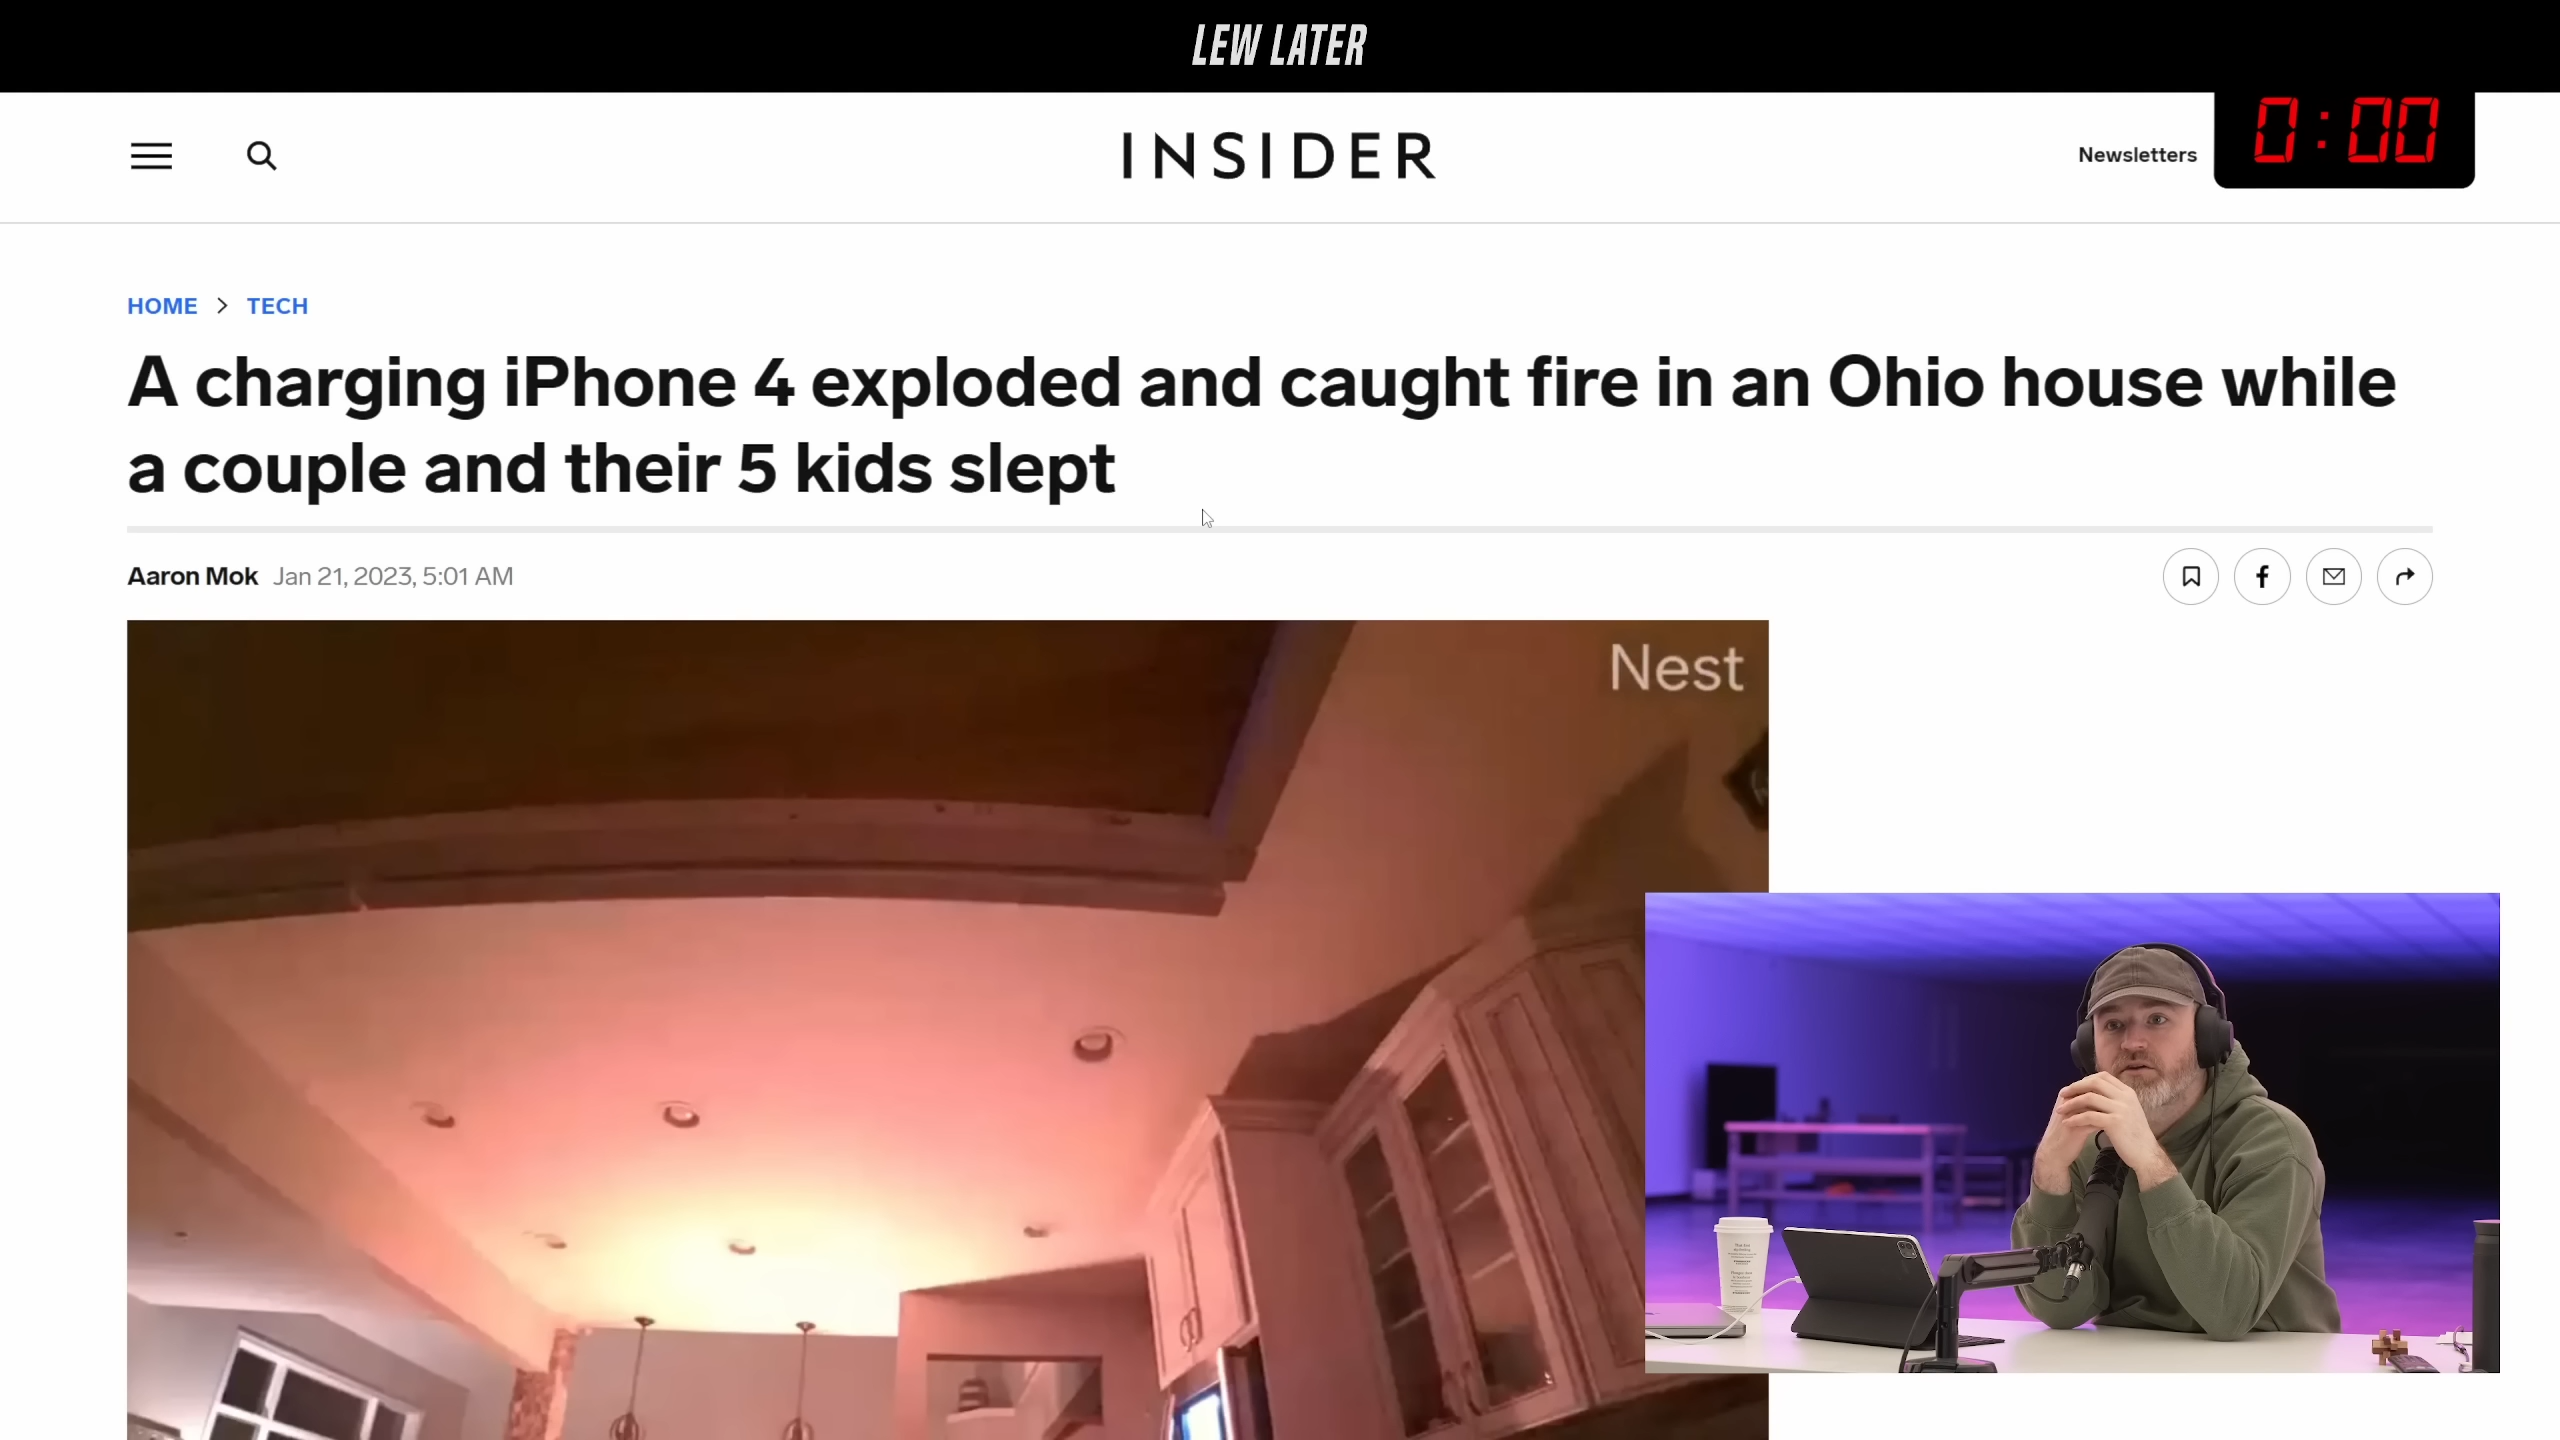 LEW LATER
INSIDER
Newsletters
0:00
HOME > TECH
A charging iPhone 4 exploded and caught fire in an Ohio house while
a couple and their 5 kids slept
Aaron Mok Jan 21, 2023, 5:01 AM
Nest